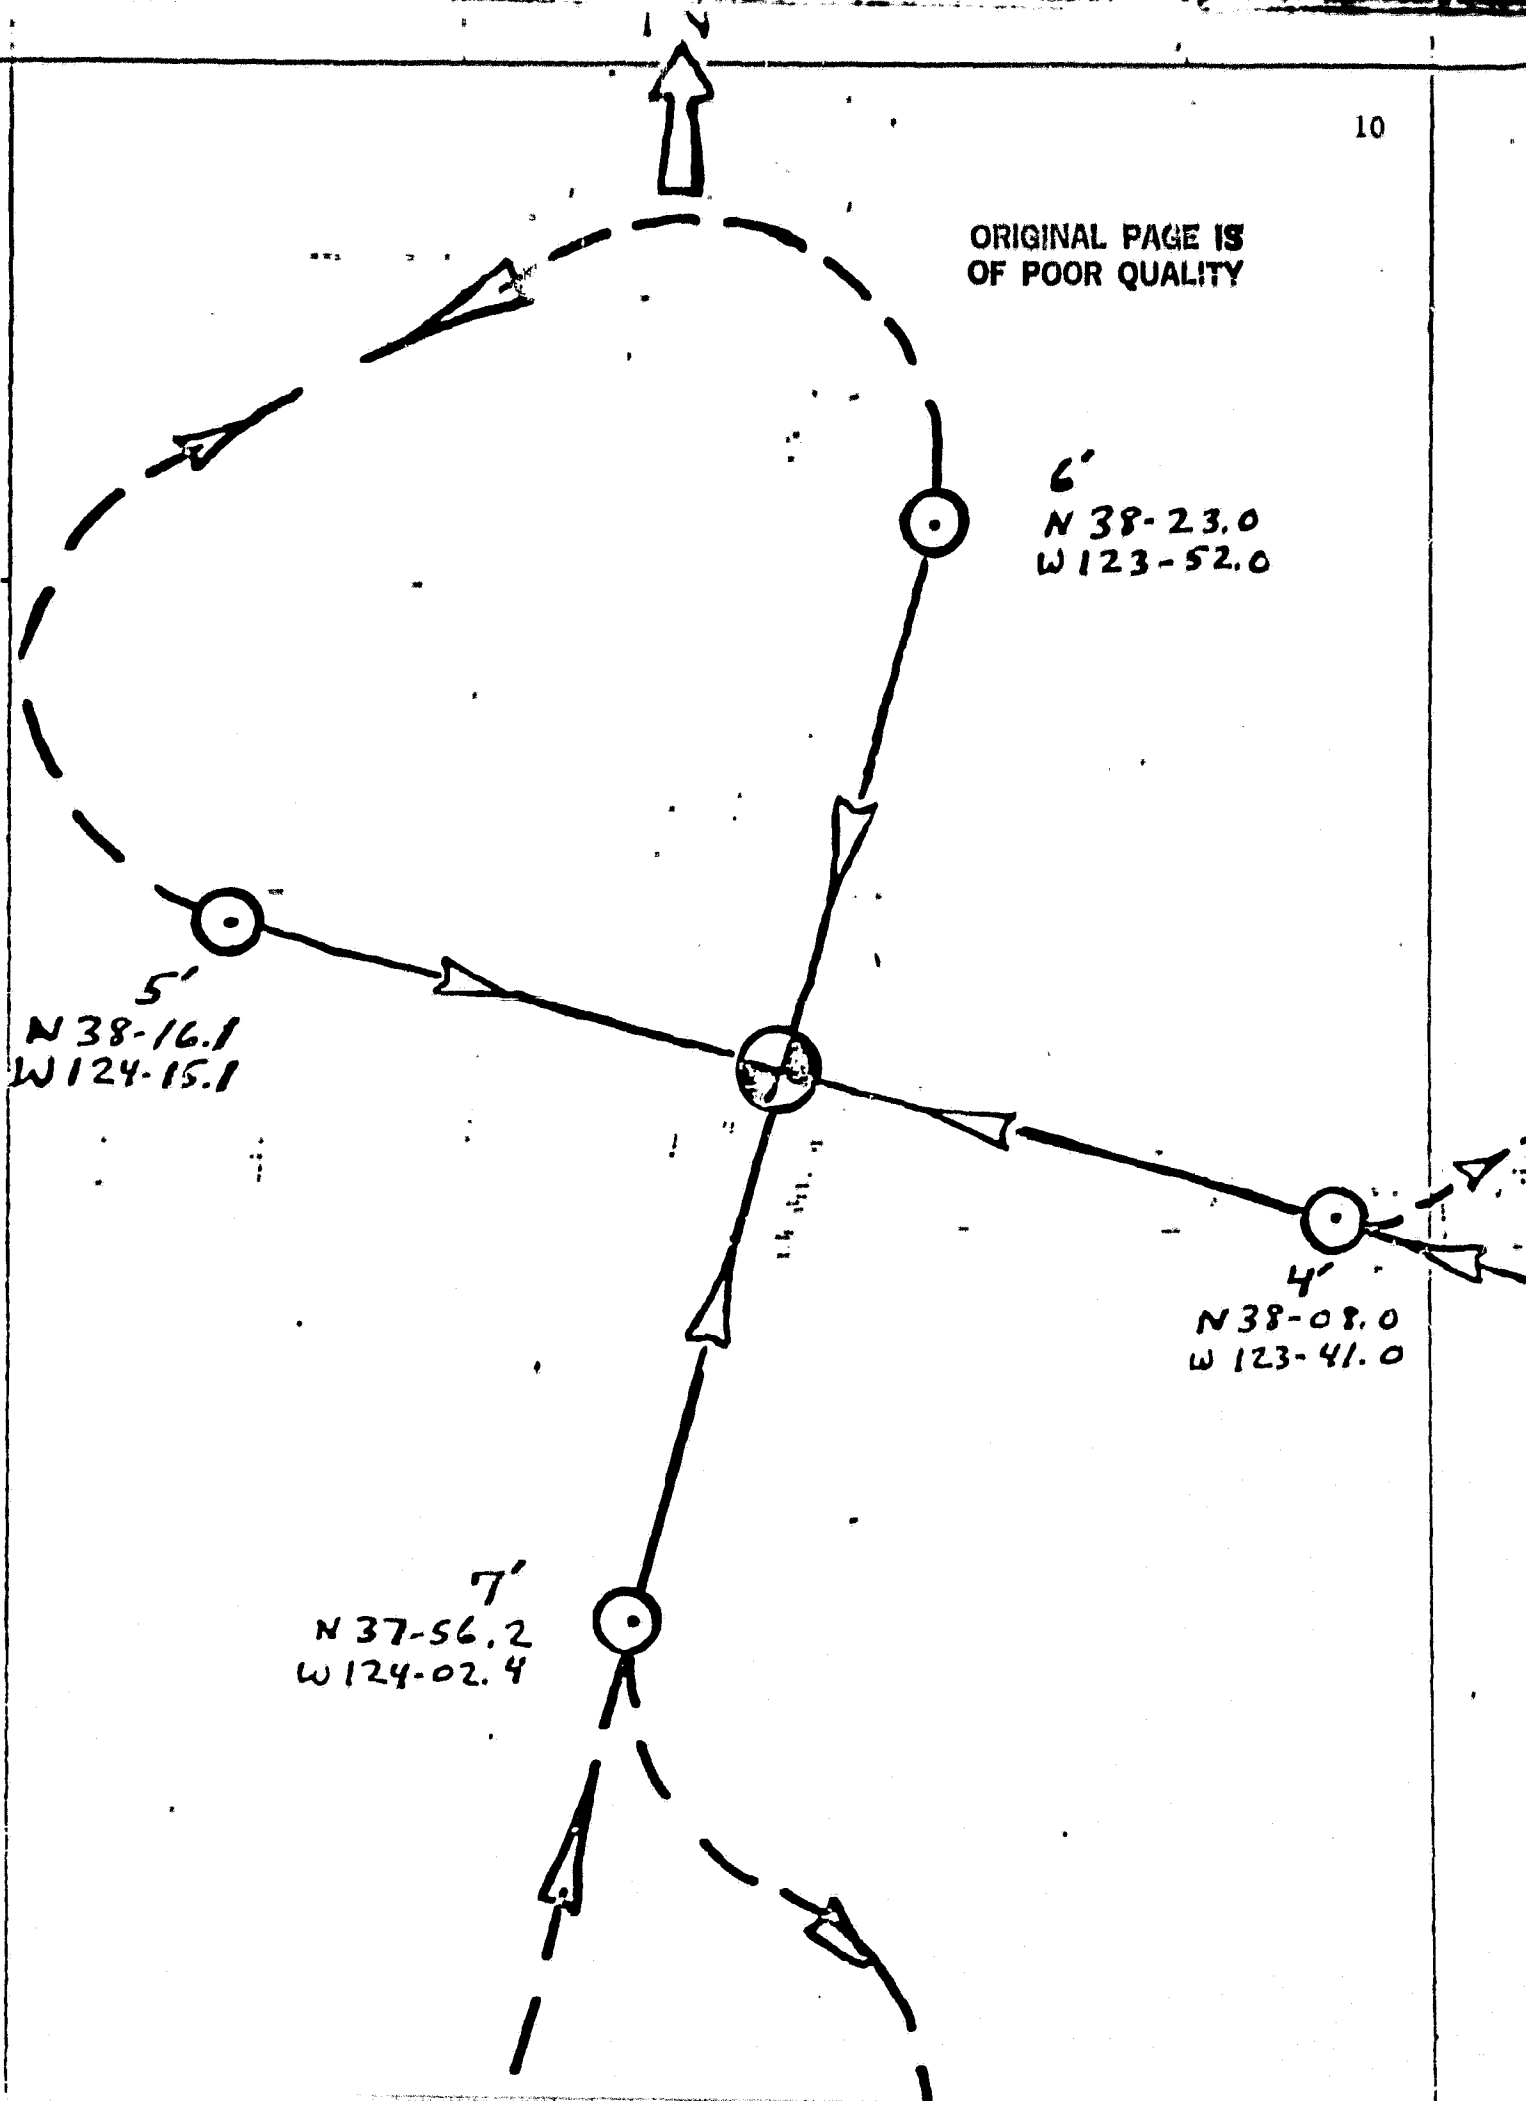 N
10
ORIGINAL PAGE IS
OF POOR QUALITY
6'
N 38-23.0
W 123-52.0
5'
N 38-16.1
W 124-15.1
4'
N 38-08.0
W 123-41.0
7'
N 37-56.2
W 124-02.4